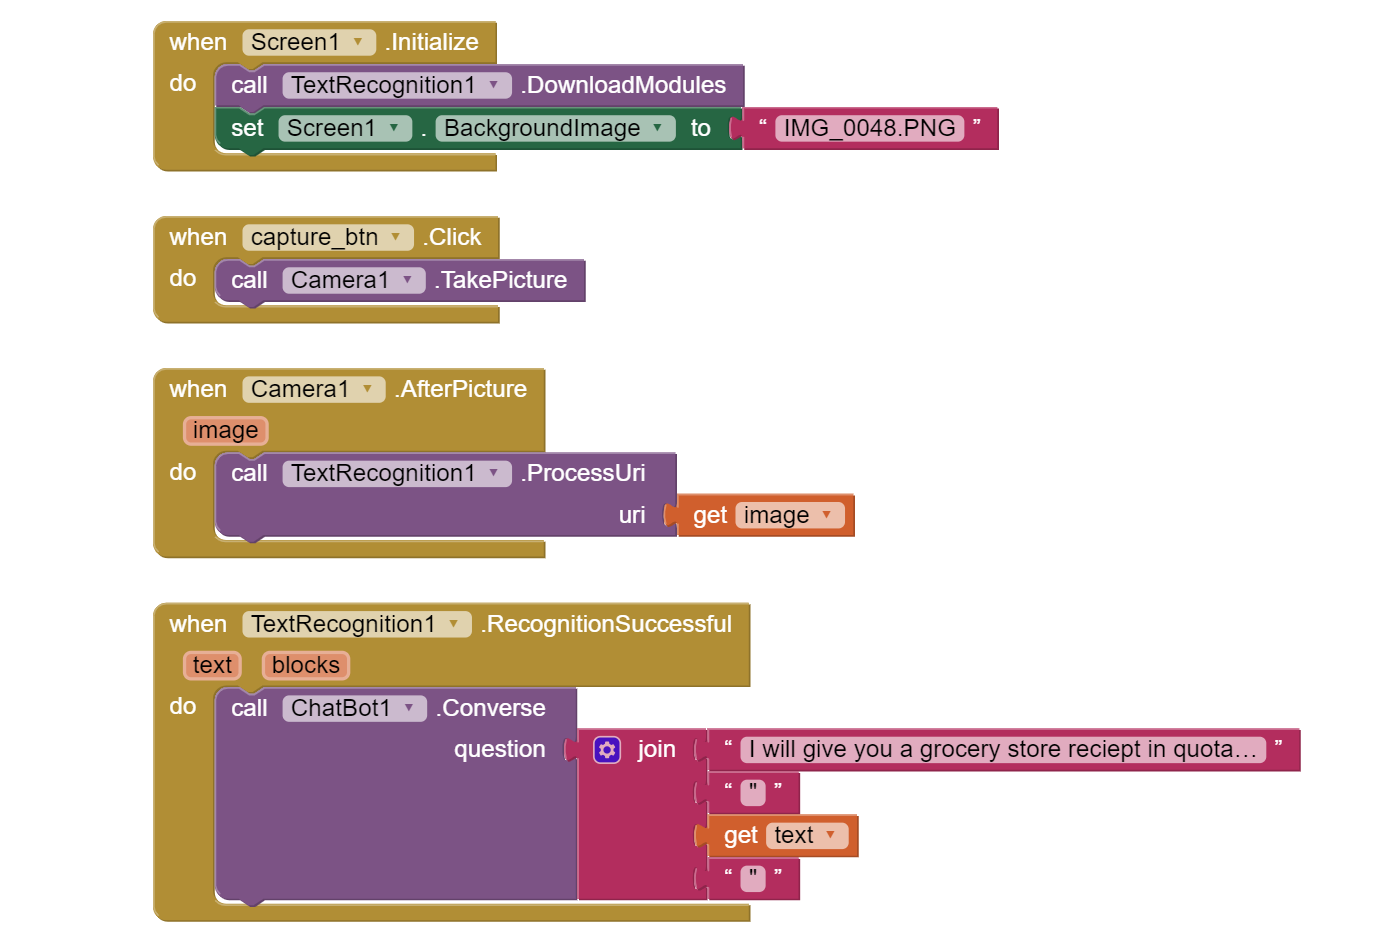 when Screen1 .Initialize
do call TextRecognition1 .DownloadModules
set Screen1 . BackgroundImage to “ IMG_0048.PNG ”
when capture_btn .Click
do call Camera1 .TakePicture
when Camera1 .AfterPicture
image
do call TextRecognition1 .ProcessUri
uri get image
when TextRecognition1 .RecognitionSuccessful
text blocks
do call ChatBot1 .Converse
question join “ I will give you a grocery store reciept in quota… ”
“ " ”
get text
“ " ”